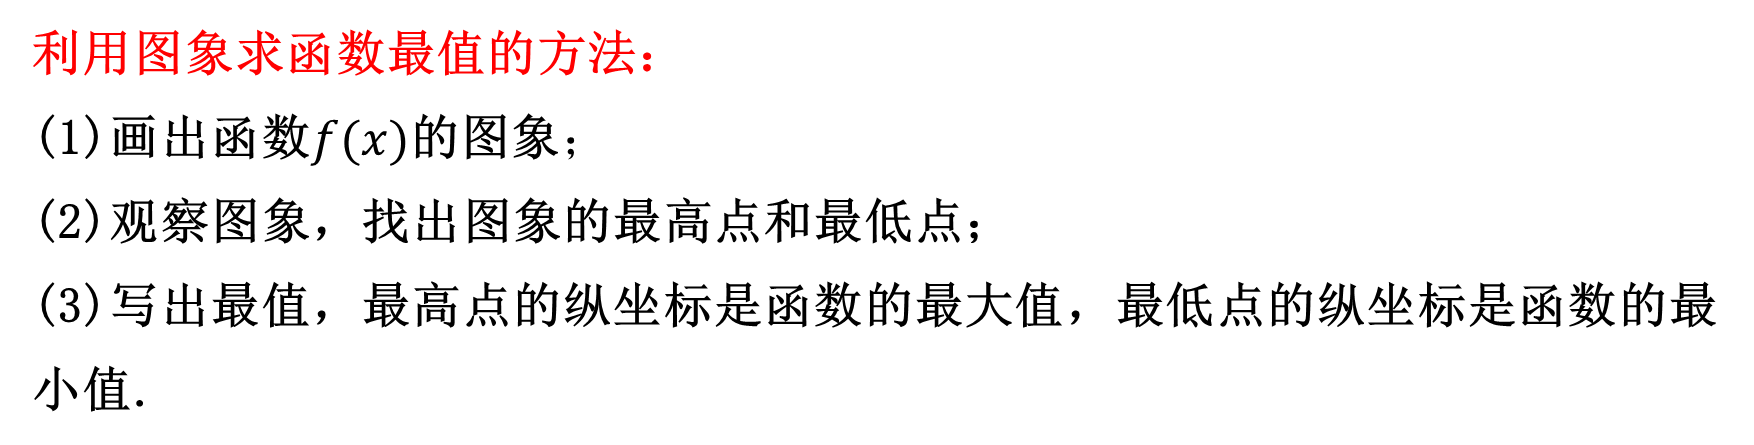 利用图象求函数最值的方法：
(1)画出函数f(x)的图象；
(2)观察图象，找出图象的最高点和最低点；
(3)写出最值，最高点的纵坐标是函数的最大值，最低点的纵坐标是函数的最
小值.